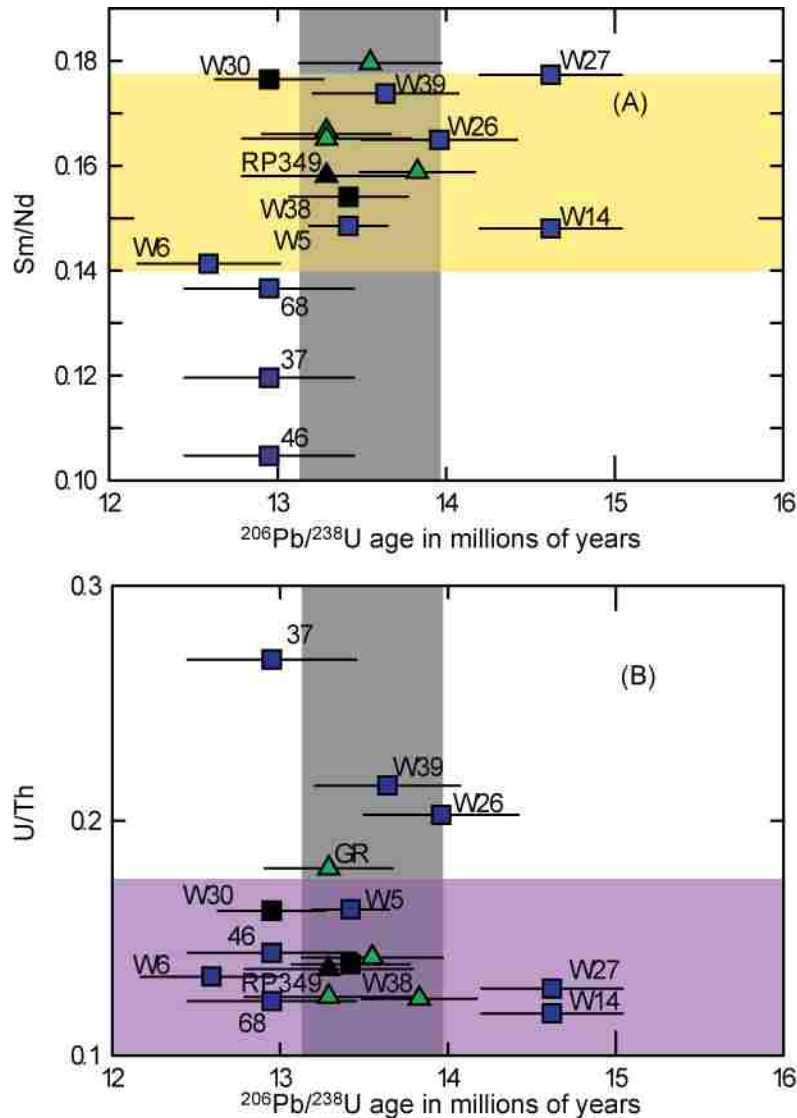 0.18
W30
W27
W39
(A)
W26
0.16
RP349
W38
W5
W14
Sm/Nd
W6
0.14
68
37
0.12
46
0.10
12 13 14 15 16
206Pb/238U age in millions of years
0.3
37
(B)
W39
W26
U/Th
0.2
GR
W30
W5
46
W6
W27
RP349
W38
W14
68
0.1
12 13 14 15 16
206Pb/238U age in millions of years